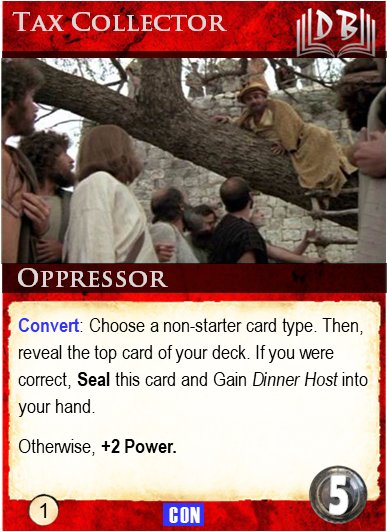 TAX COLLECTOR
DB
OPPRESSOR
Convert: Choose a non-starter card type. Then,
reveal the top card of your deck. If you were
correct, Seal this card and Gain Dinner Host into
your hand.
Otherwise, +2 Power.
1
CON
5